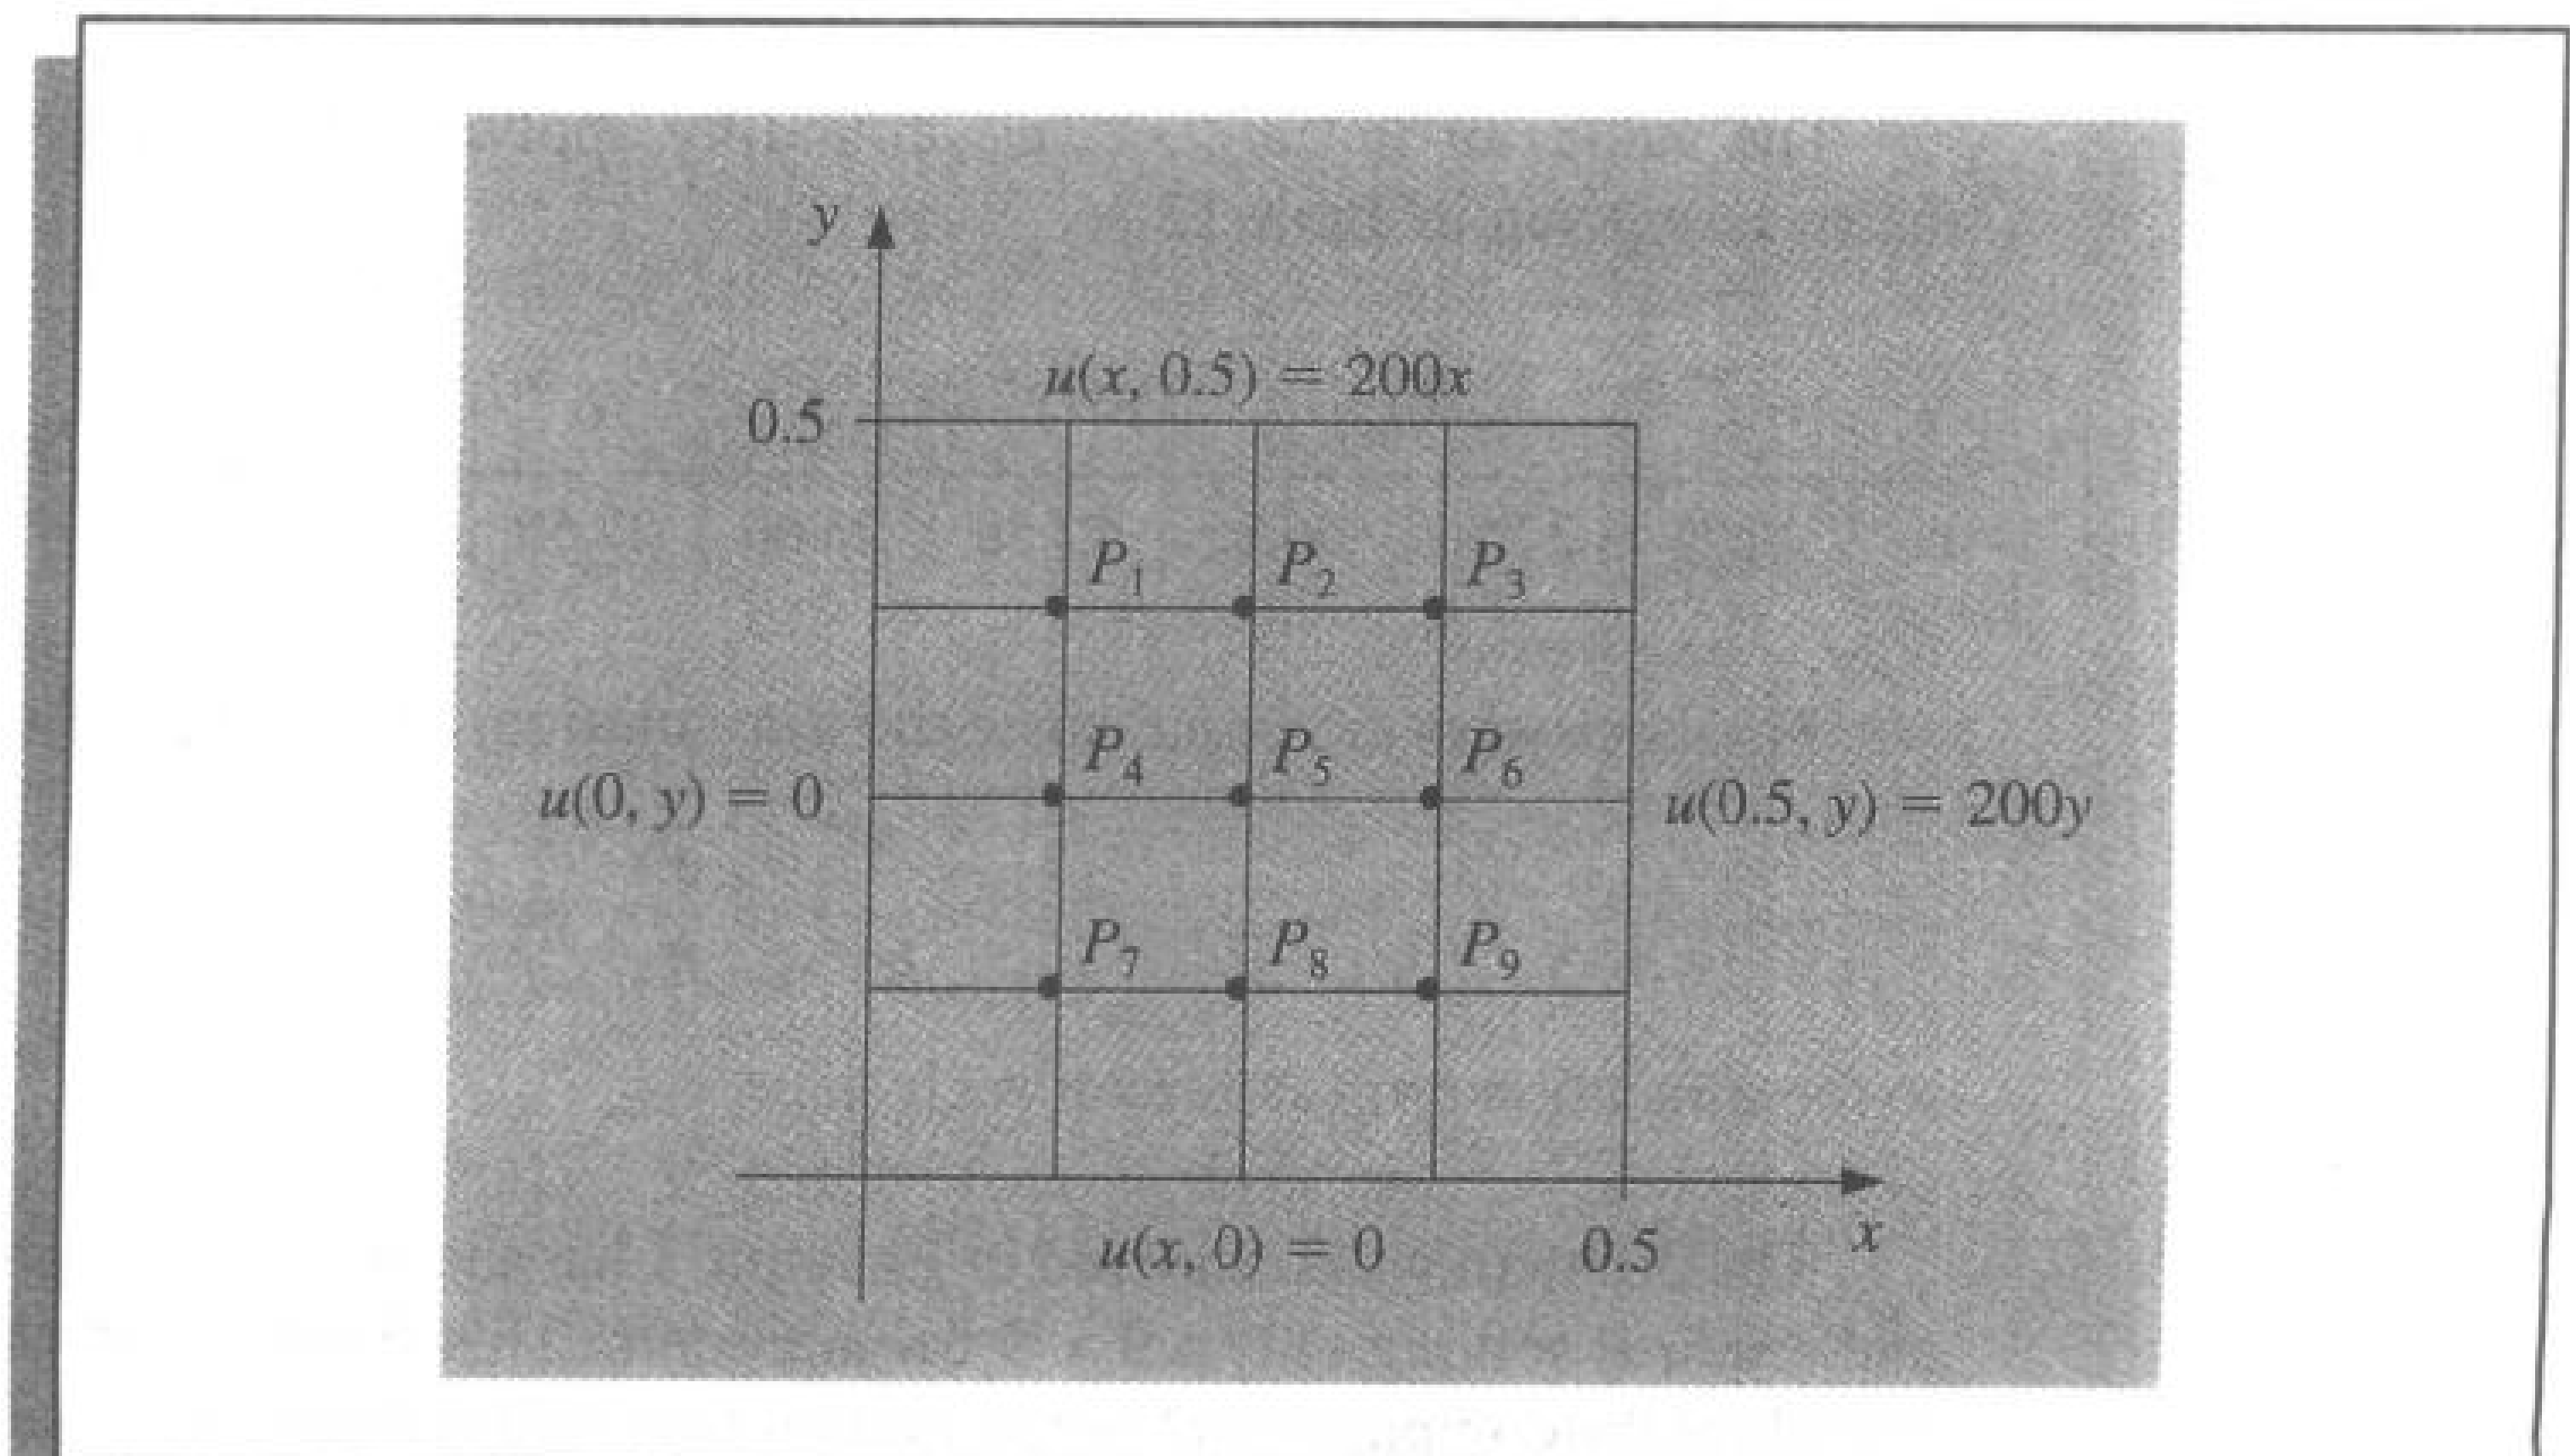 y
u(x, 0.5) = 200x
0.5
P₁ P₂ P₃
P₄ P₅ P₆
u(0, y) = 0
u(0.5, y) = 200y
P₇ P₈ P₉
u(x, 0) = 0
0.5
x